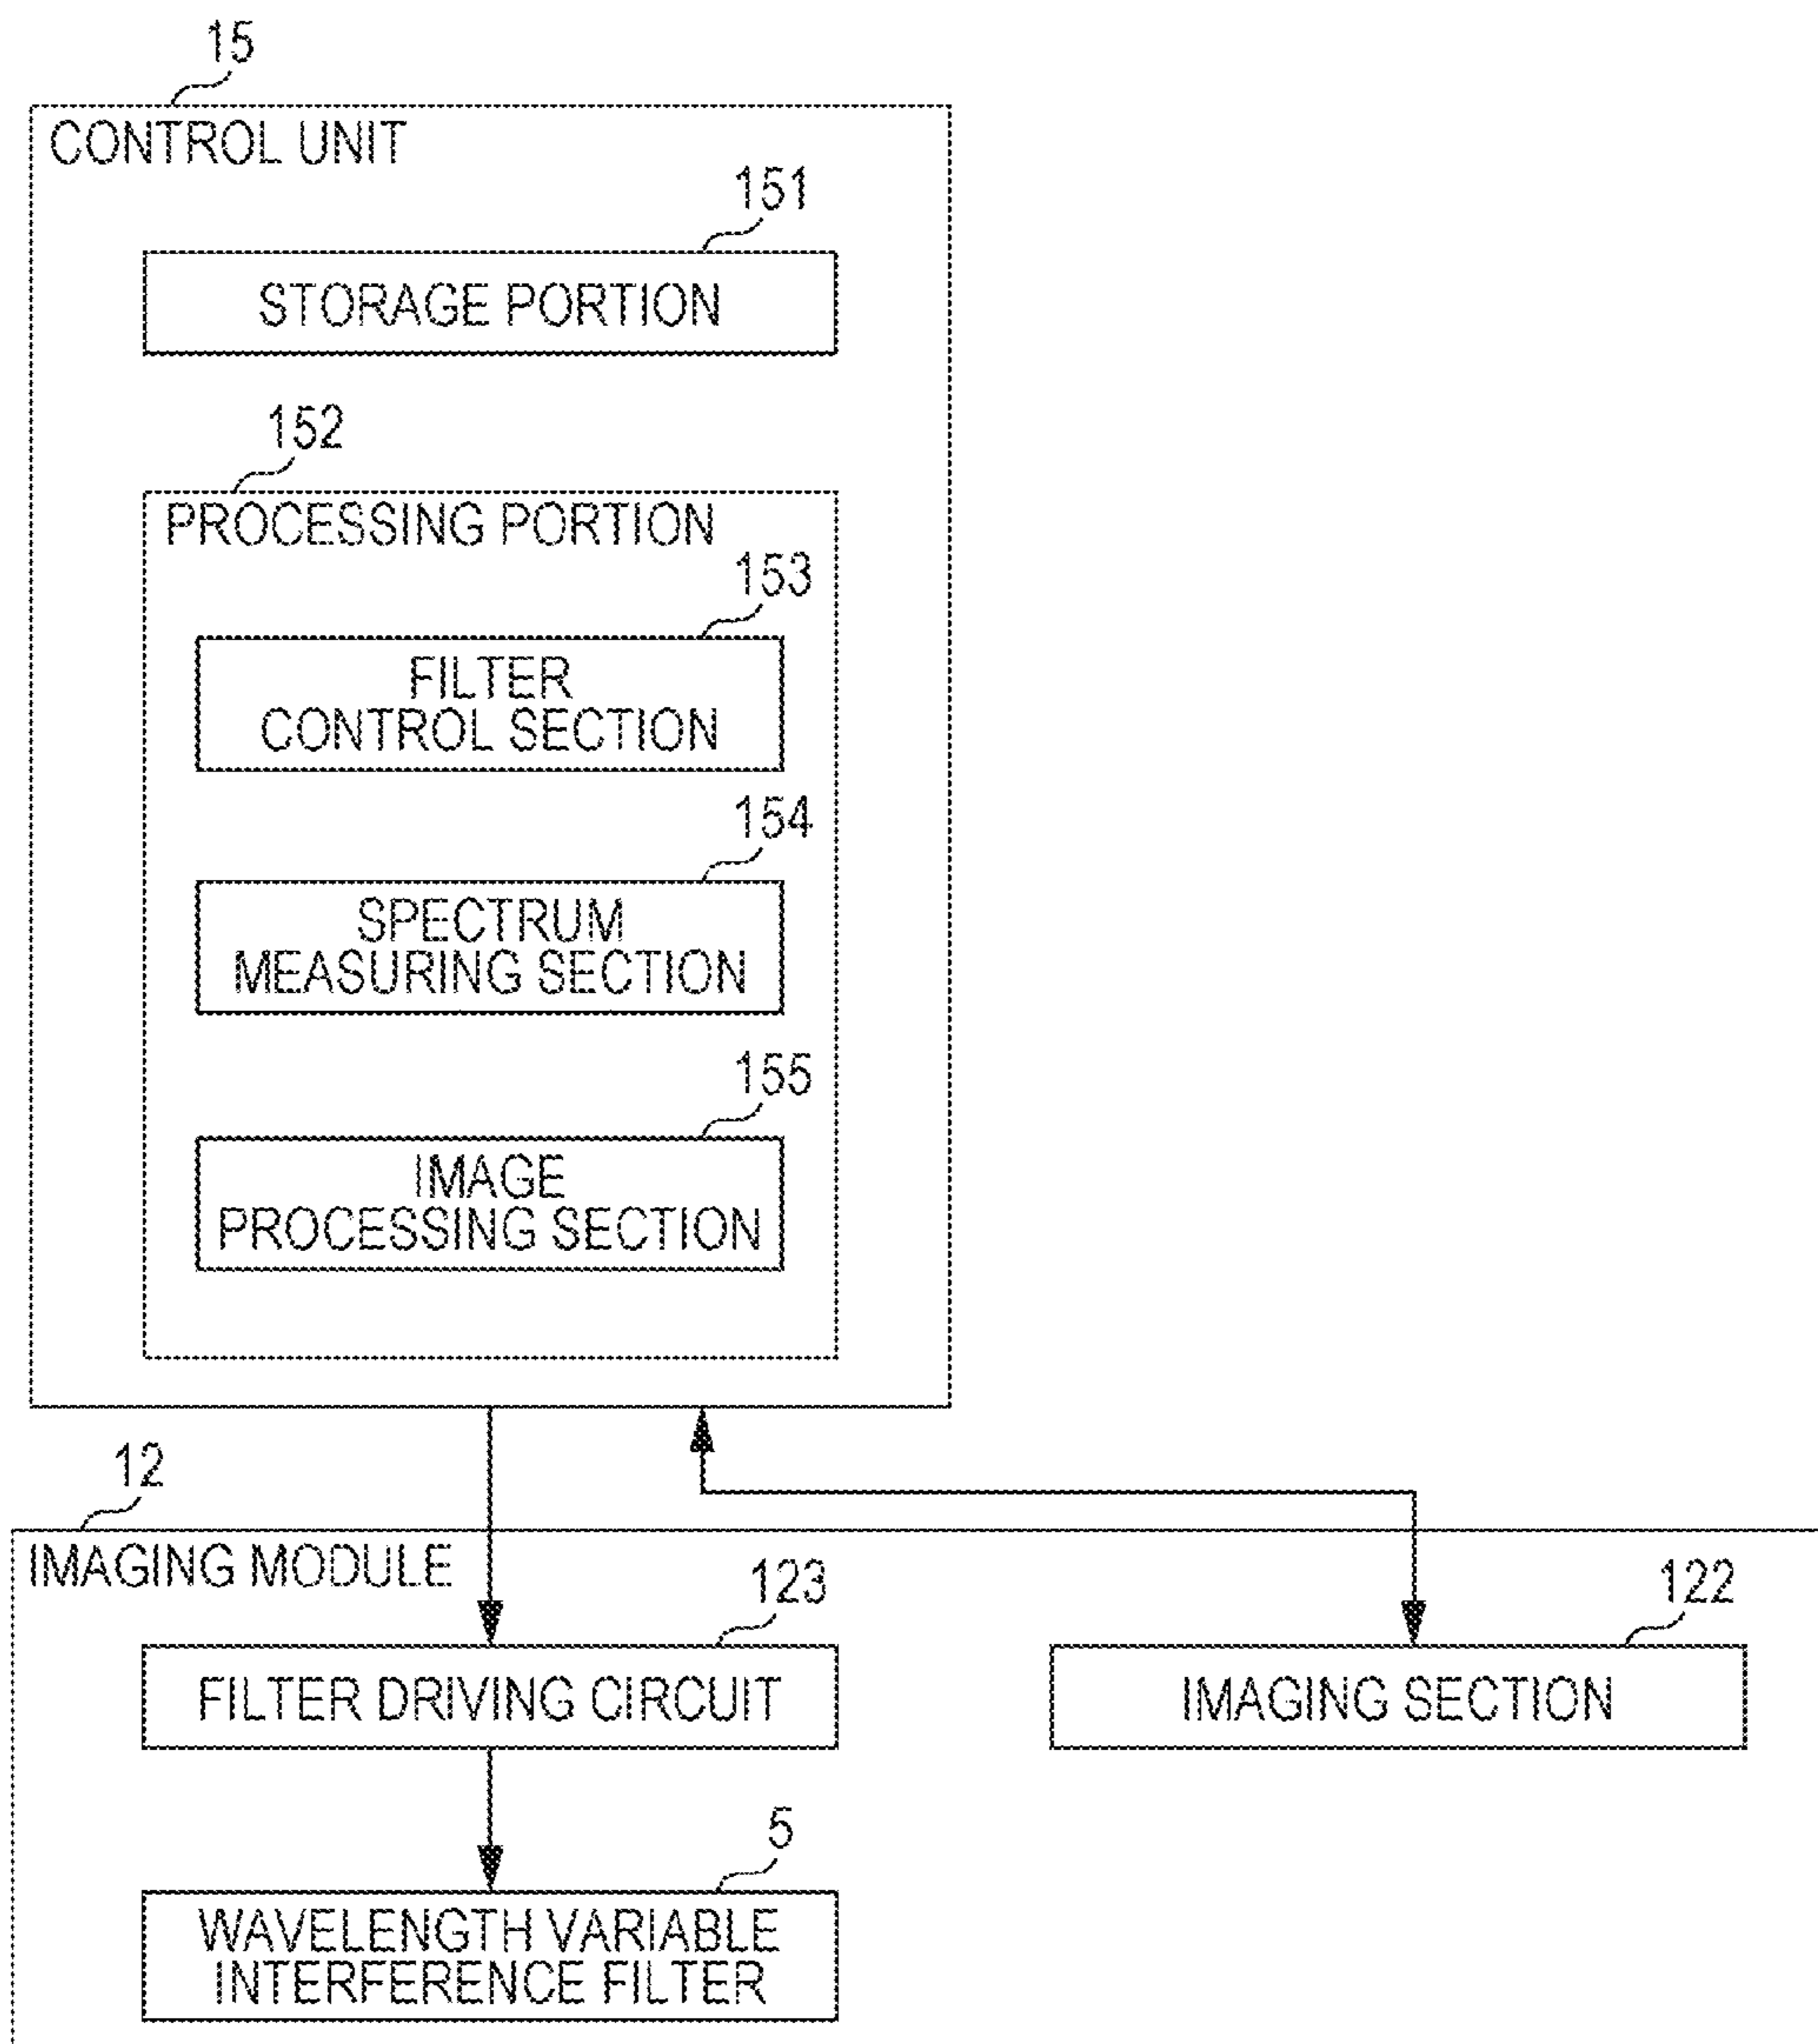 15
CONTROL UNIT
151
STORAGE PORTION
152
PROCESSING PORTION
153
FILTER
CONTROL SECTION
154
SPECTRUM
MEASURING SECTION
155
IMAGE
PROCESSING SECTION
12
IMAGING MODULE
123
FILTER DRIVING CIRCUIT
122
IMAGING SECTION
5
WAVELENGTH VARIABLE
INTERFERENCE FILTER